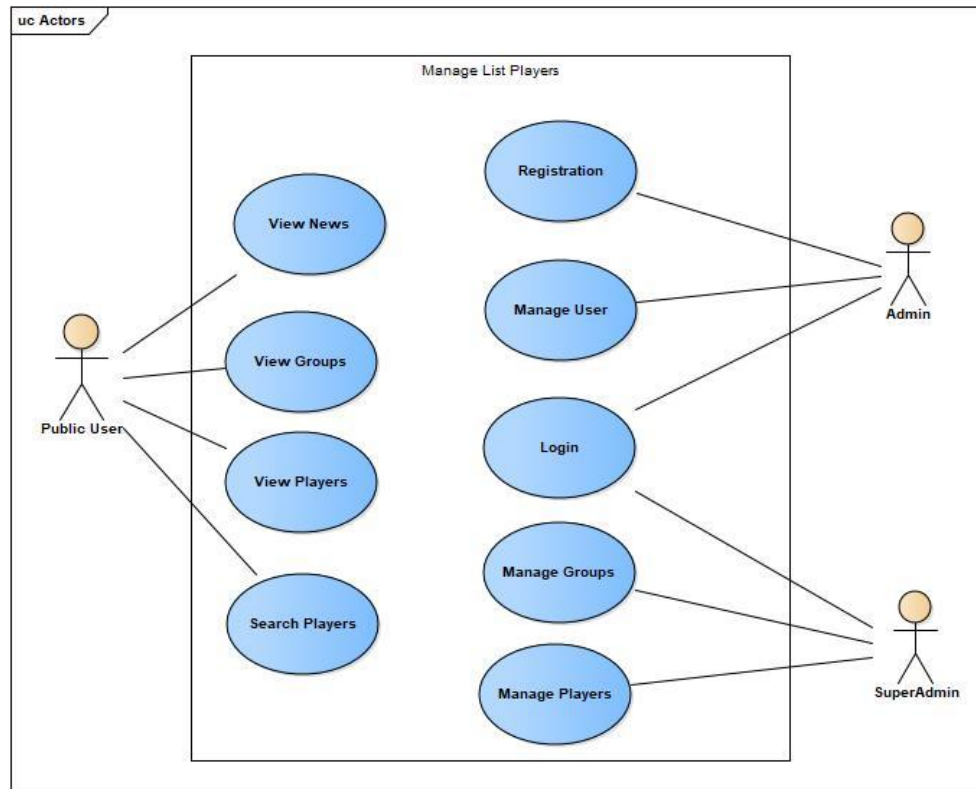 uc Actors
Manage List Players
Registration
View News
Manage User
Admin
View Groups
Public User
Login
View Players
Manage Groups
Search Players
Manage Players
SuperAdmin